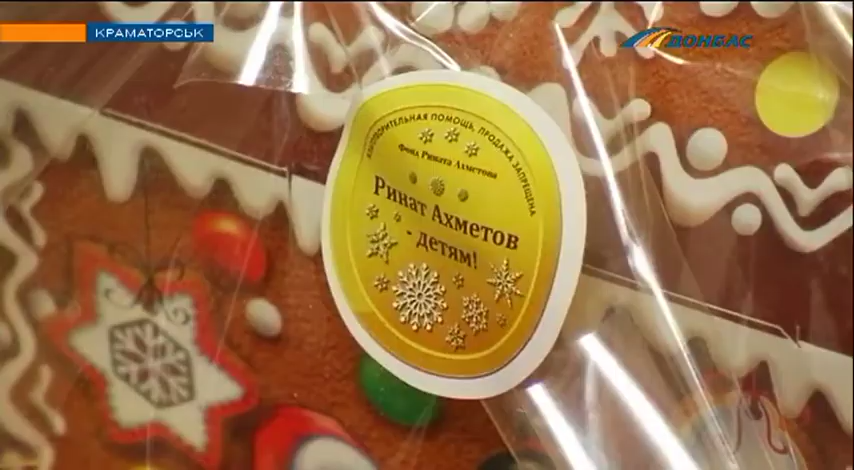 КРАМАТОРСЬК
ДОНБАС
БЛАГОТВОРИТЕЛЬНАЯ ПОМОЩЬ, ПРОДАЖА ЗАПРЕЩЕНА
Фонд Рината Ахметова
Ринат Ахметов
- детям!